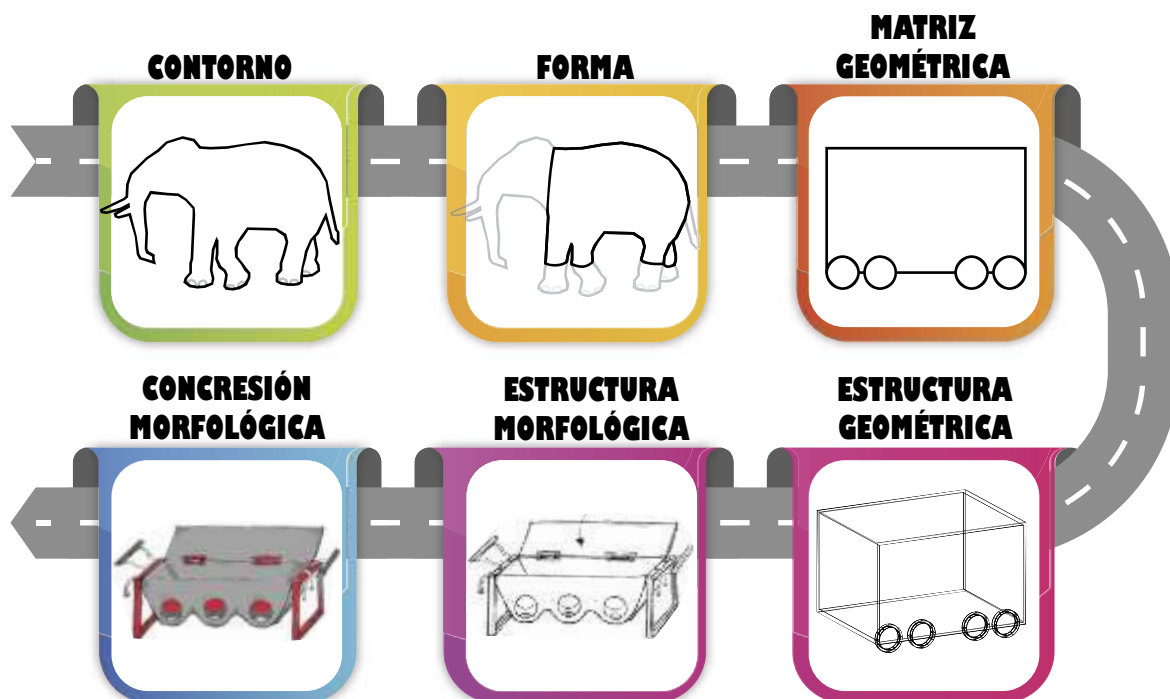 CONTORNO
FORMA
MATRIZ
GEOMÉTRICA
ESTRUCTURA
GEOMÉTRICA
ESTRUCTURA
MORFOLÓGICA
CONCRESIÓN
MORFOLÓGICA